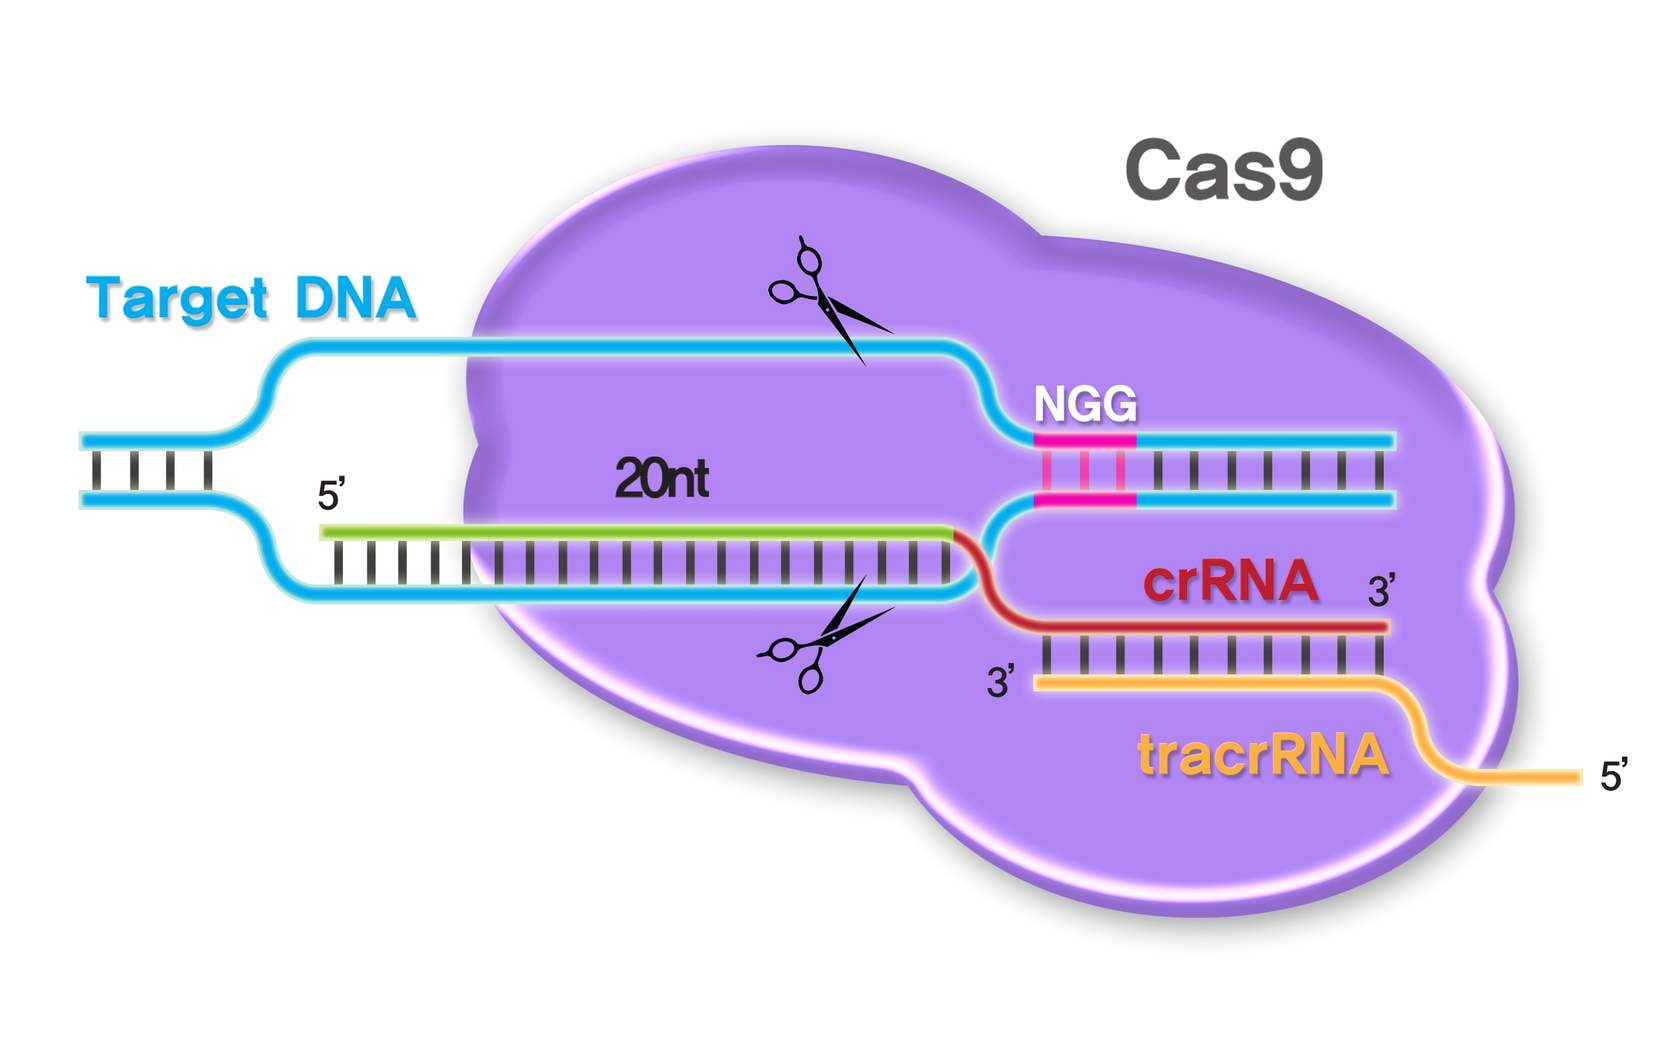 Cas9
Target DNA
NGG
20nt
5’
crRNA
3’
3’
tracrRNA
5’